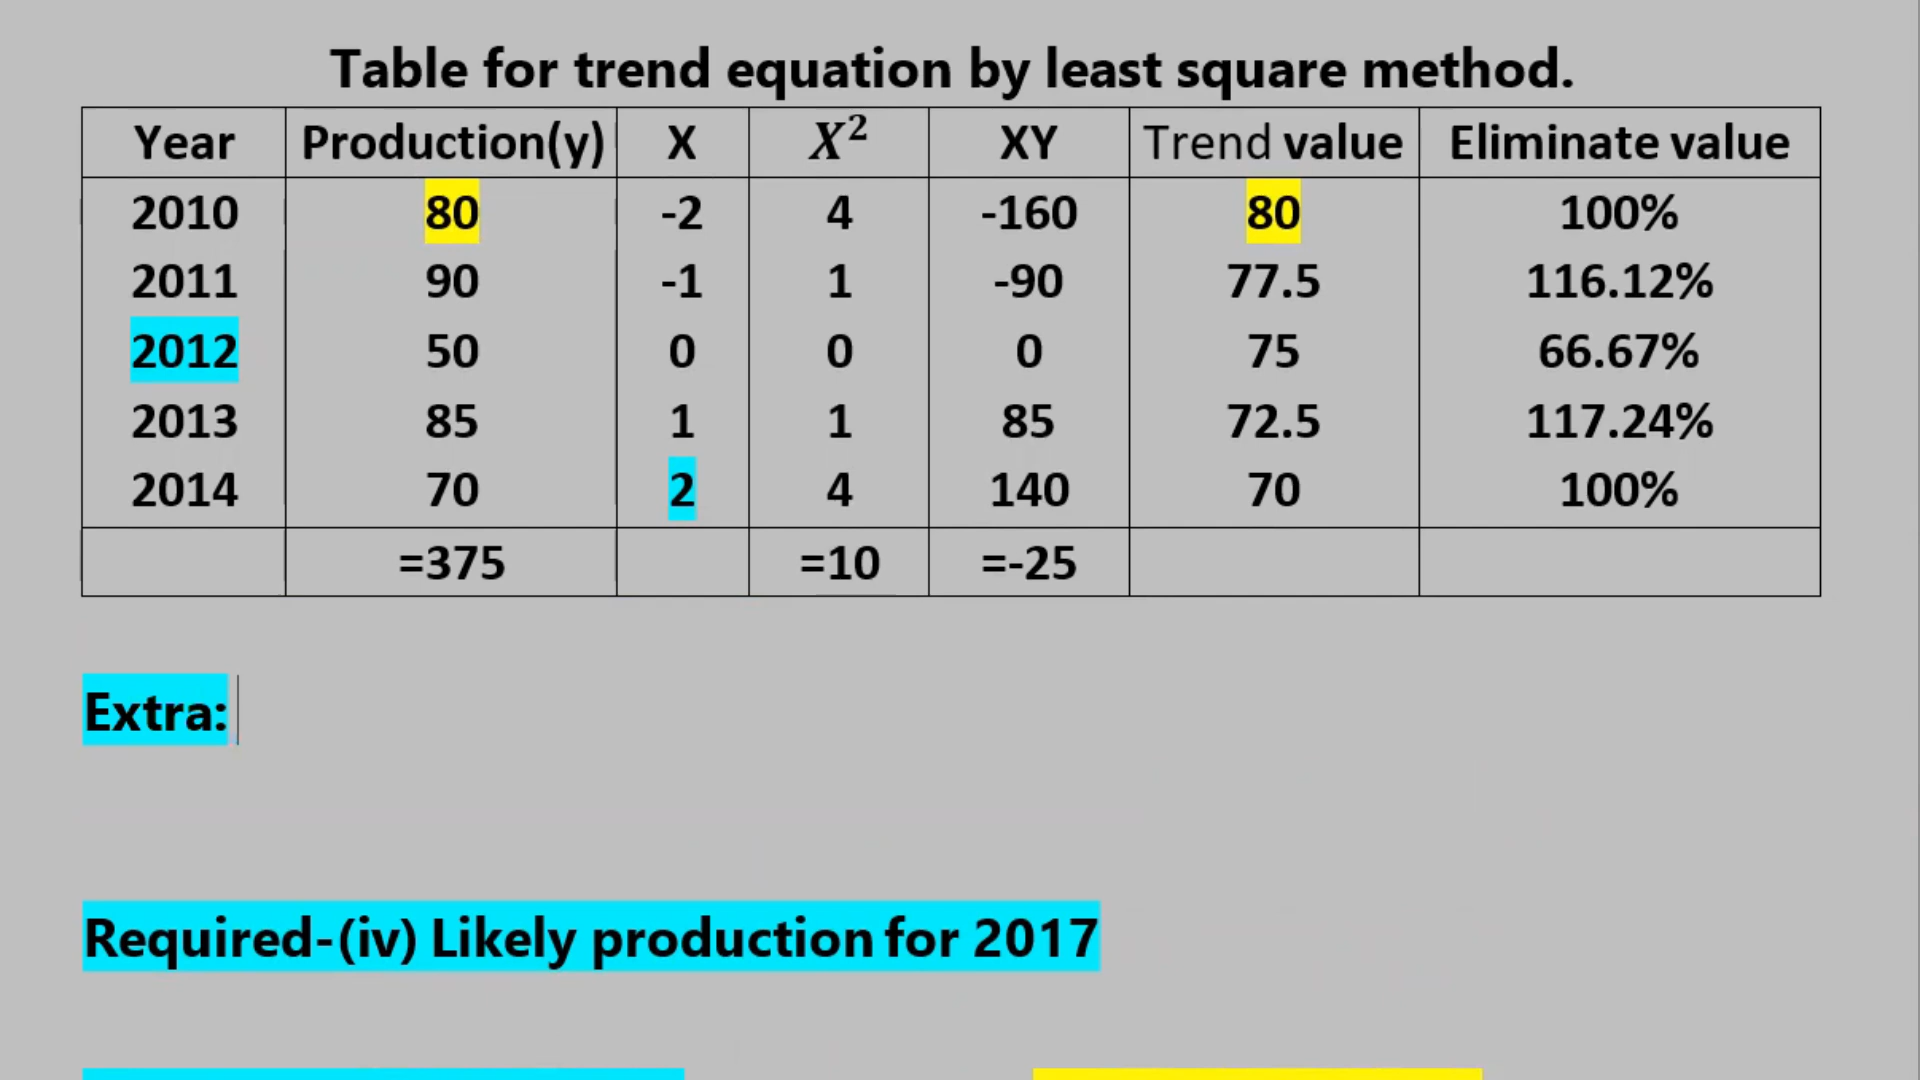 Table for trend equation by least square method.
Year Production(y) X X² XY Trend value Eliminate value
2010 80 -2 4 -160 80 100%
2011 90 -1 1 -90 77.5 116.12%
2012 50 0 0 0 75 66.67%
2013 85 1 1 85 72.5 117.24%
2014 70 2 4 140 70 100%
=375 =10 =-25
Extra:
Required-(iv) Likely production for 2017